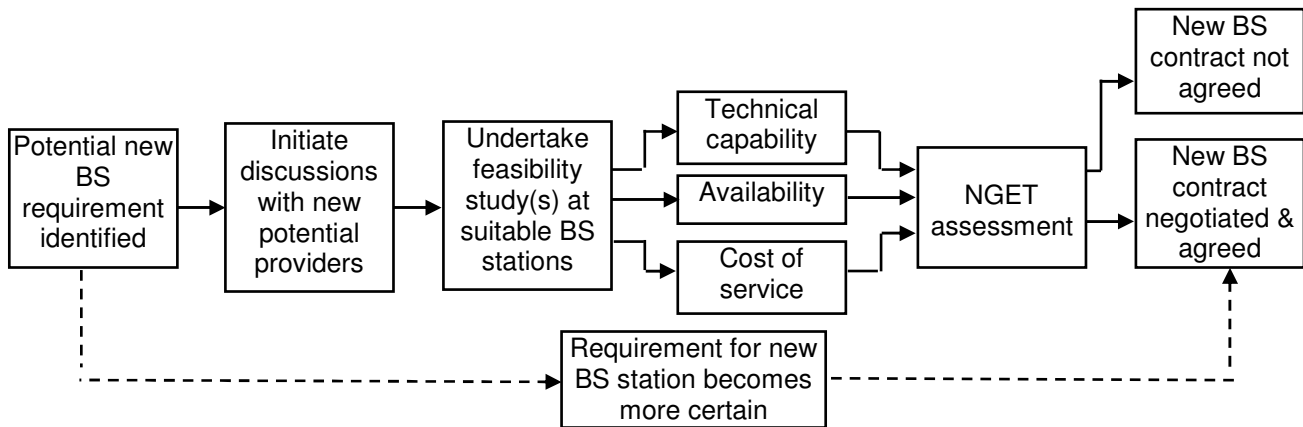 Potential new
BS
requirement
identified
Initiate
discussions
with new
potential
providers
Undertake
feasibility
study(s) at
suitable BS
stations
Technical
capability
Availability
Cost of
service
NGET
assessment
New BS
contract not
agreed
New BS
contract
negotiated &
agreed
Requirement for new
BS station becomes
more certain